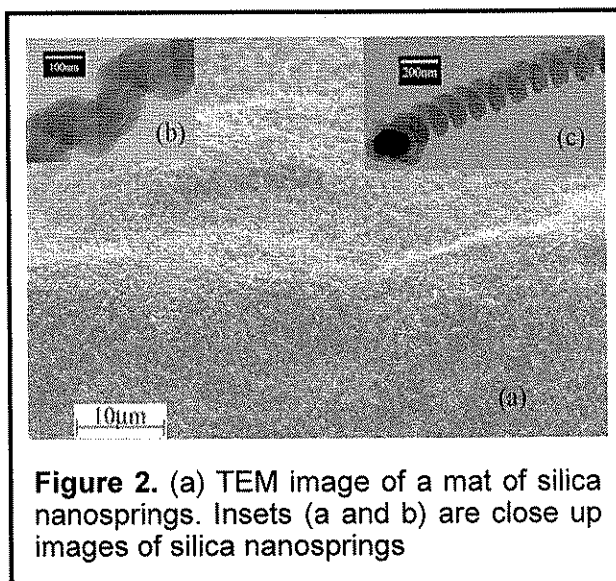 100nm
200nm
(b)
(c)
(a)
10µm
Figure 2. (a) TEM image of a mat of silica
nanosprings. Insets (a and b) are close up
images of silica nanosprings